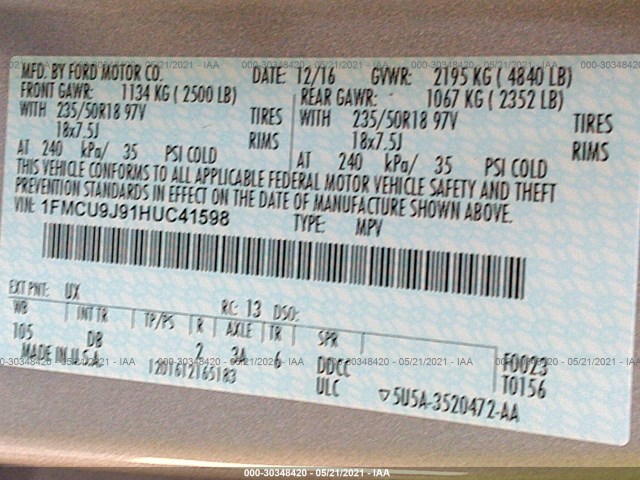 000-30348420 - 05/21/2021 - IAA 000-30348420 - 05/21/2021 - IAA 000-30348420 - 05/21/2021 - IAA
MFD. BY FORD MOTOR CO. DATE: 12/16 GVWR: 2195 KG ( 4840 LB)
FRONT GAWR: 1134 KG ( 2500 LB) REAR GAWR: 1067 KG ( 2352 LB)
WITH 235/50R18 97V TIRES WITH 235/50R18 97V TIRES
18x7.5J RIMS 18x7.5J RIMS
AT 240 kPa/ 35 PSI COLD AT 240 kPa/ 35 PSI COLD
THIS VEHICLE CONFORMS TO ALL APPLICABLE FEDERAL MOTOR VEHICLE SAFETY AND THEFT
PREVENTION STANDARDS IN EFFECT ON THE DATE OF MANUFACTURE SHOWN ABOVE.
VIN: 1FMCU9J91HUC41598 TYPE: MPV
EXT PNT: UX RC: 13 DSO:
WB INT TR TP/PS R AXLE TR SPR
105 DB 2 3A 6 DDCC F0023
000-30348420 - 05/21/2021 - IAA 000-30348420 - 05/21/2021 - IAA 000-30348420 - 05/21/2021 - IAA
MADE IN U.S.A. 1201612165183 ULC ▽5U5A-3520472-AA T0156
000-30348420 - 05/21/2021 - IAA